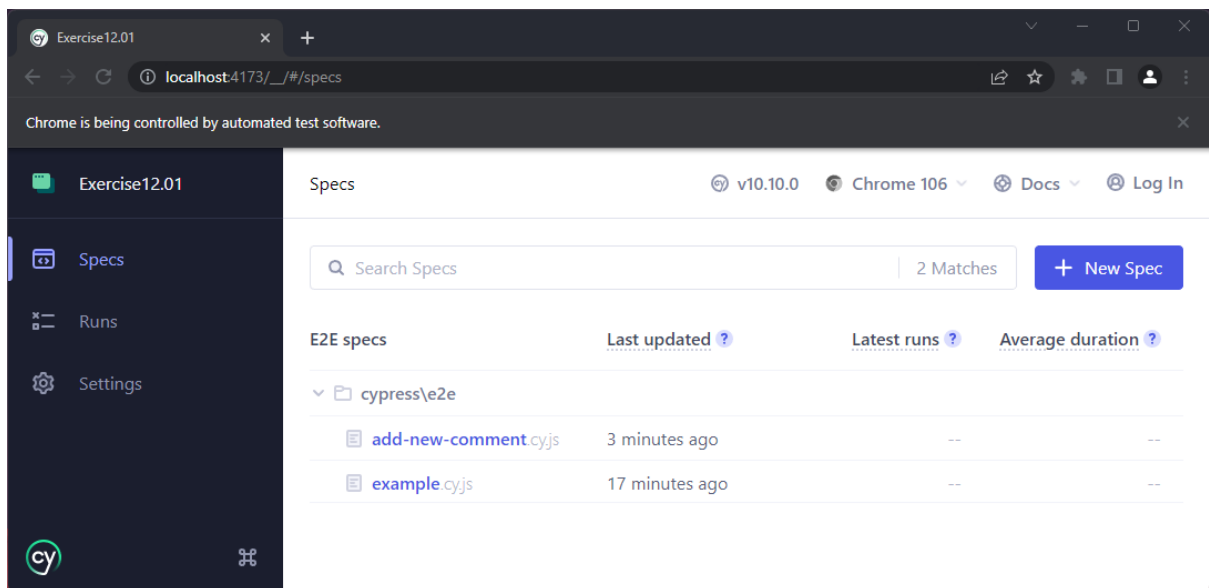 cy Exercise12.01
localhost:4173/__/#/specs
Chrome is being controlled by automated test software.
Exercise12.01
Specs cy v10.10.0 Chrome 106 Docs Log In
Specs
Search Specs 2 Matches + New Spec
Runs
E2E specs Last updated ? Latest runs ? Average duration ?
Settings
cypress\e2e
add-new-comment.cy.js 3 minutes ago -- --
example.cy.js 17 minutes ago -- --
cy